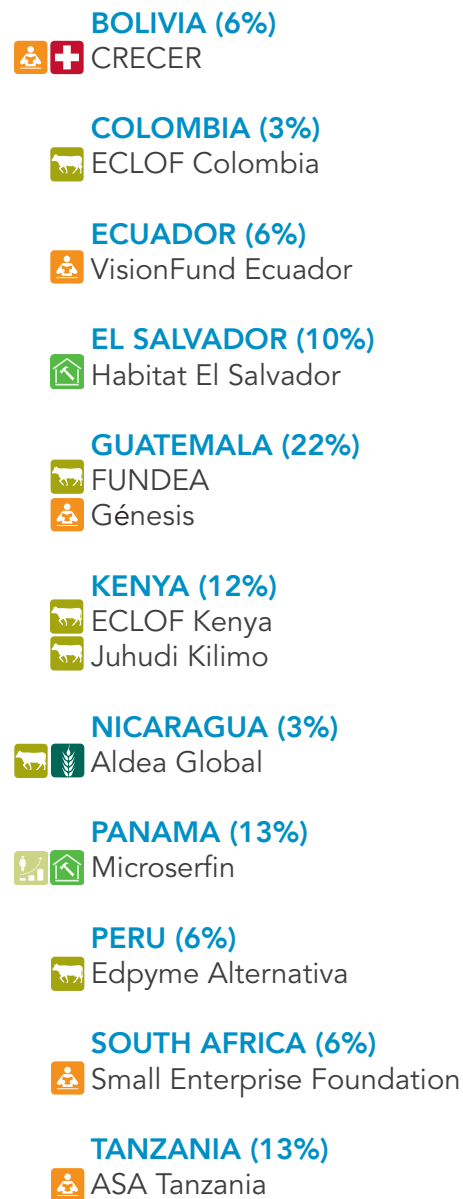 BOLIVIA (6%)
CRECER
COLOMBIA (3%)
ECLOF Colombia
ECUADOR (6%)
VisionFund Ecuador
EL SALVADOR (10%)
Habitat El Salvador
GUATEMALA (22%)
FUNDEA
Génesis
KENYA (12%)
ECLOF Kenya
Juhudi Kilimo
NICARAGUA (3%)
Aldea Global
PANAMA (13%)
Microserfin
PERU (6%)
Edpyme Alternativa
SOUTH AFRICA (6%)
Small Enterprise Foundation
TANZANIA (13%)
ASA Tanzania